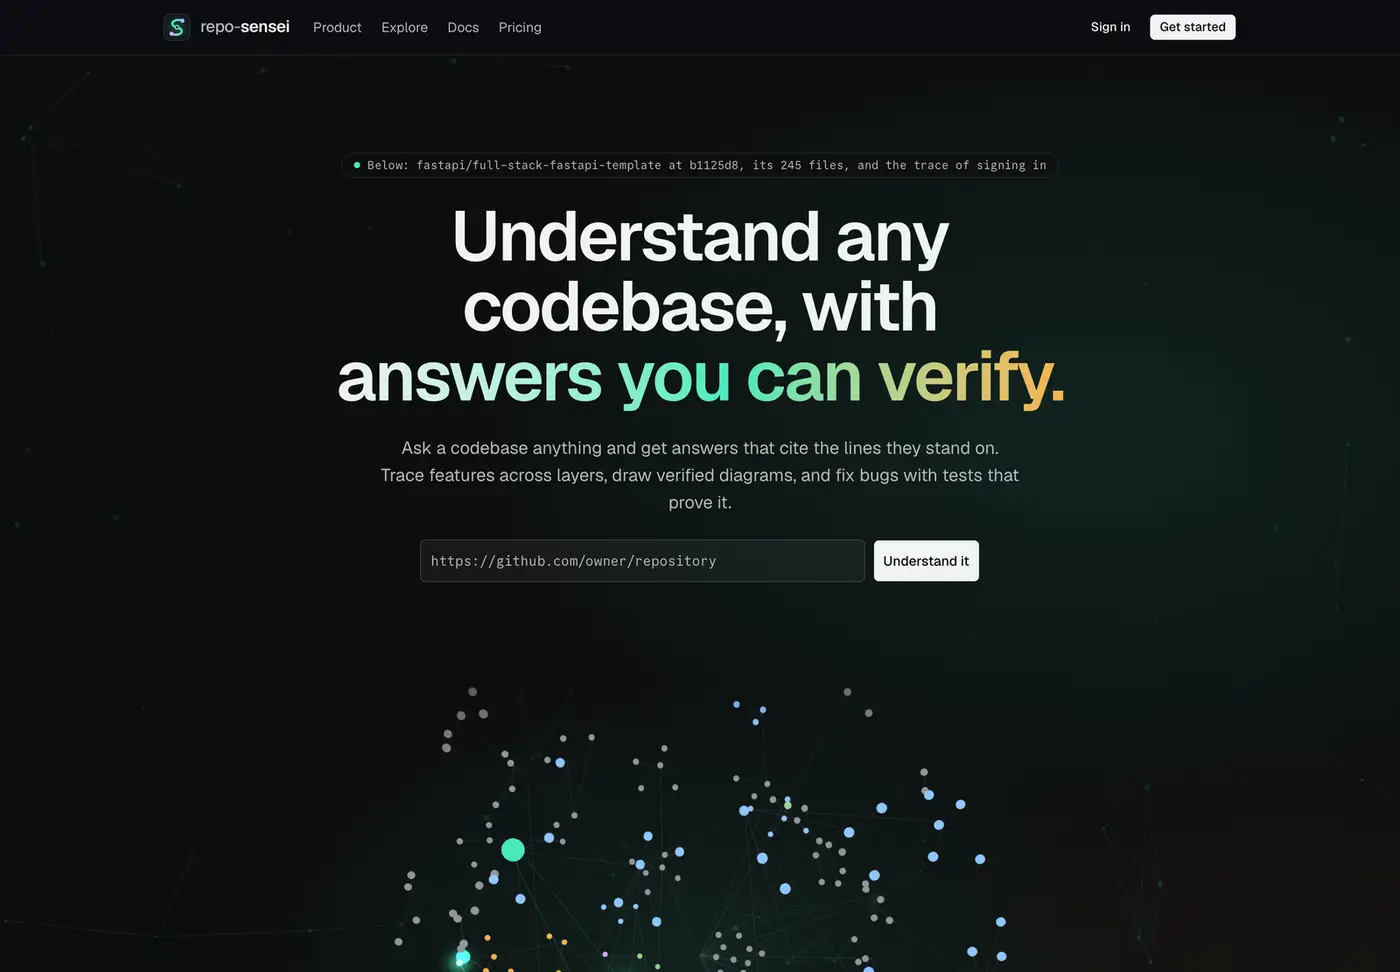 repo-sensei Product Explore Docs Pricing Sign in Get started
Below: fastapi/full-stack-fastapi-template at b1125d8, its 245 files, and the trace of signing in
Understand any
codebase, with
answers you can verify.
Ask a codebase anything and get answers that cite the lines they stand on.
Trace features across layers, draw verified diagrams, and fix bugs with tests that
prove it.
https://github.com/owner/repository Understand it